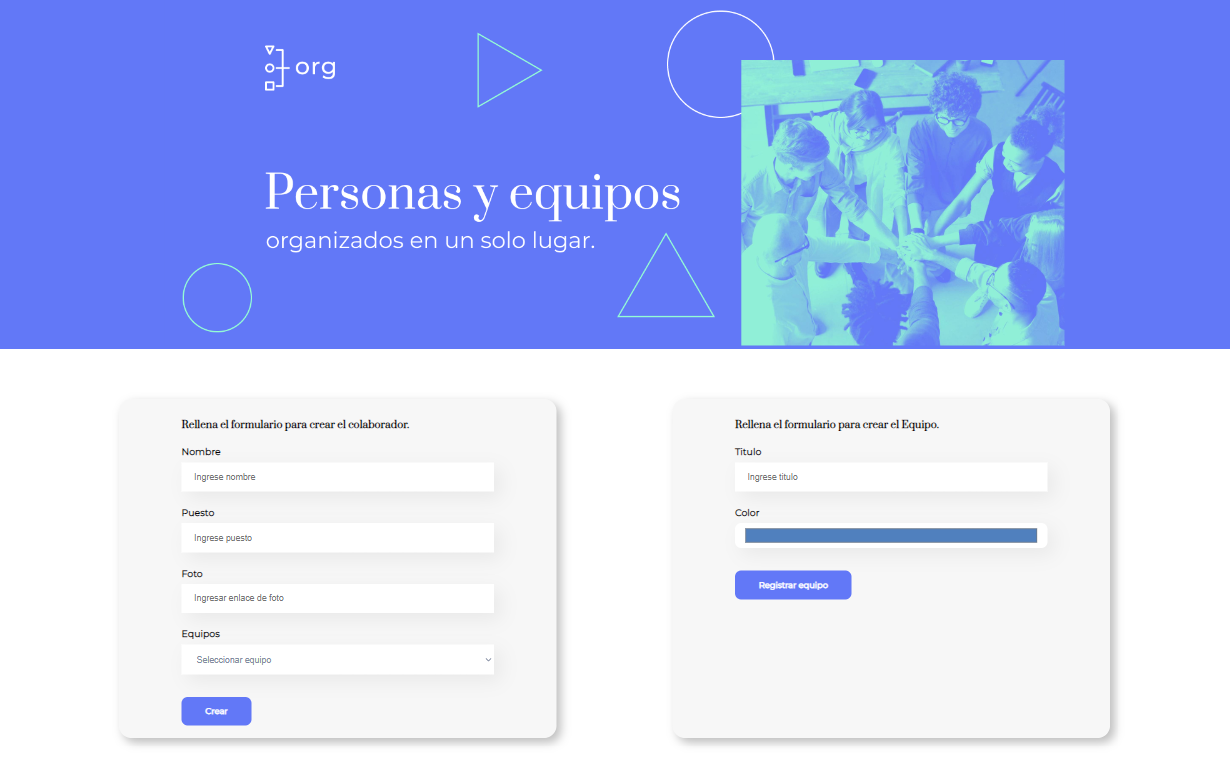 org
Personas y equipos
organizados en un solo lugar.
Rellena el formulario para crear el colaborador.
Nombre
Ingrese nombre
Puesto
Ingrese puesto
Foto
Ingresar enlace de foto
Equipos
Seleccionar equipo
Crear
Rellena el formulario para crear el Equipo.
Titulo
Ingrese titulo
Color
Registrar equipo